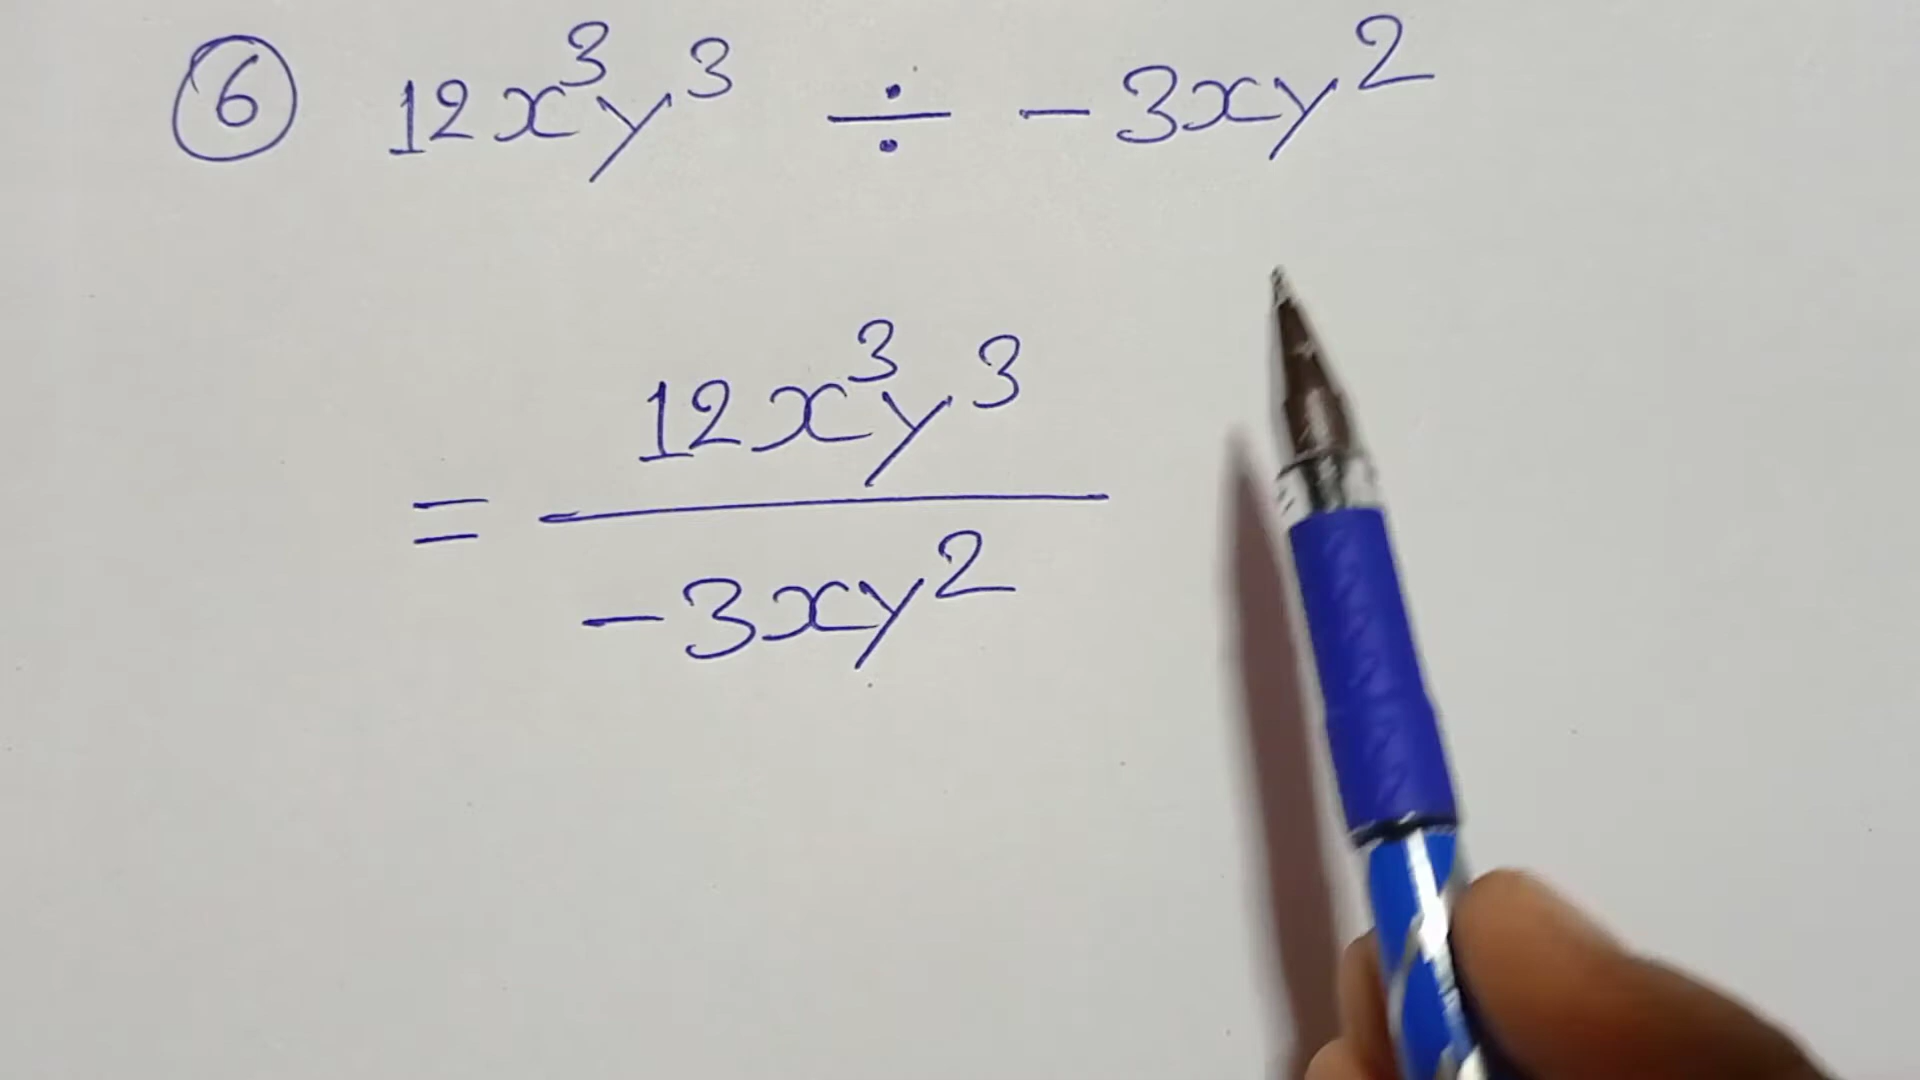 ⑥ 12x³y³ ÷ -3xy²
= 12x³y³
-3xy²